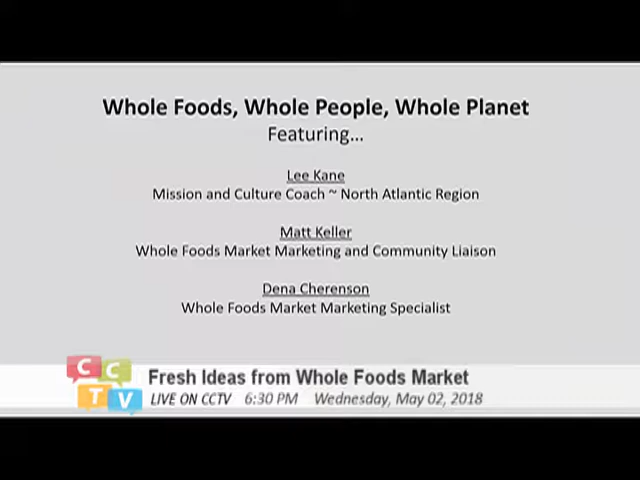 Whole Foods, Whole People, Whole Planet
Featuring...
Lee Kane
Mission and Culture Coach ~ North Atlantic Region
Matt Keller
Whole Foods Market Marketing and Community Liaison
Dena Cherenson
Whole Foods Market Marketing Specialist
CCTV
Fresh Ideas from Whole Foods Market
LIVE ON CCTV 6:30 PM Wednesday, May 02, 2018